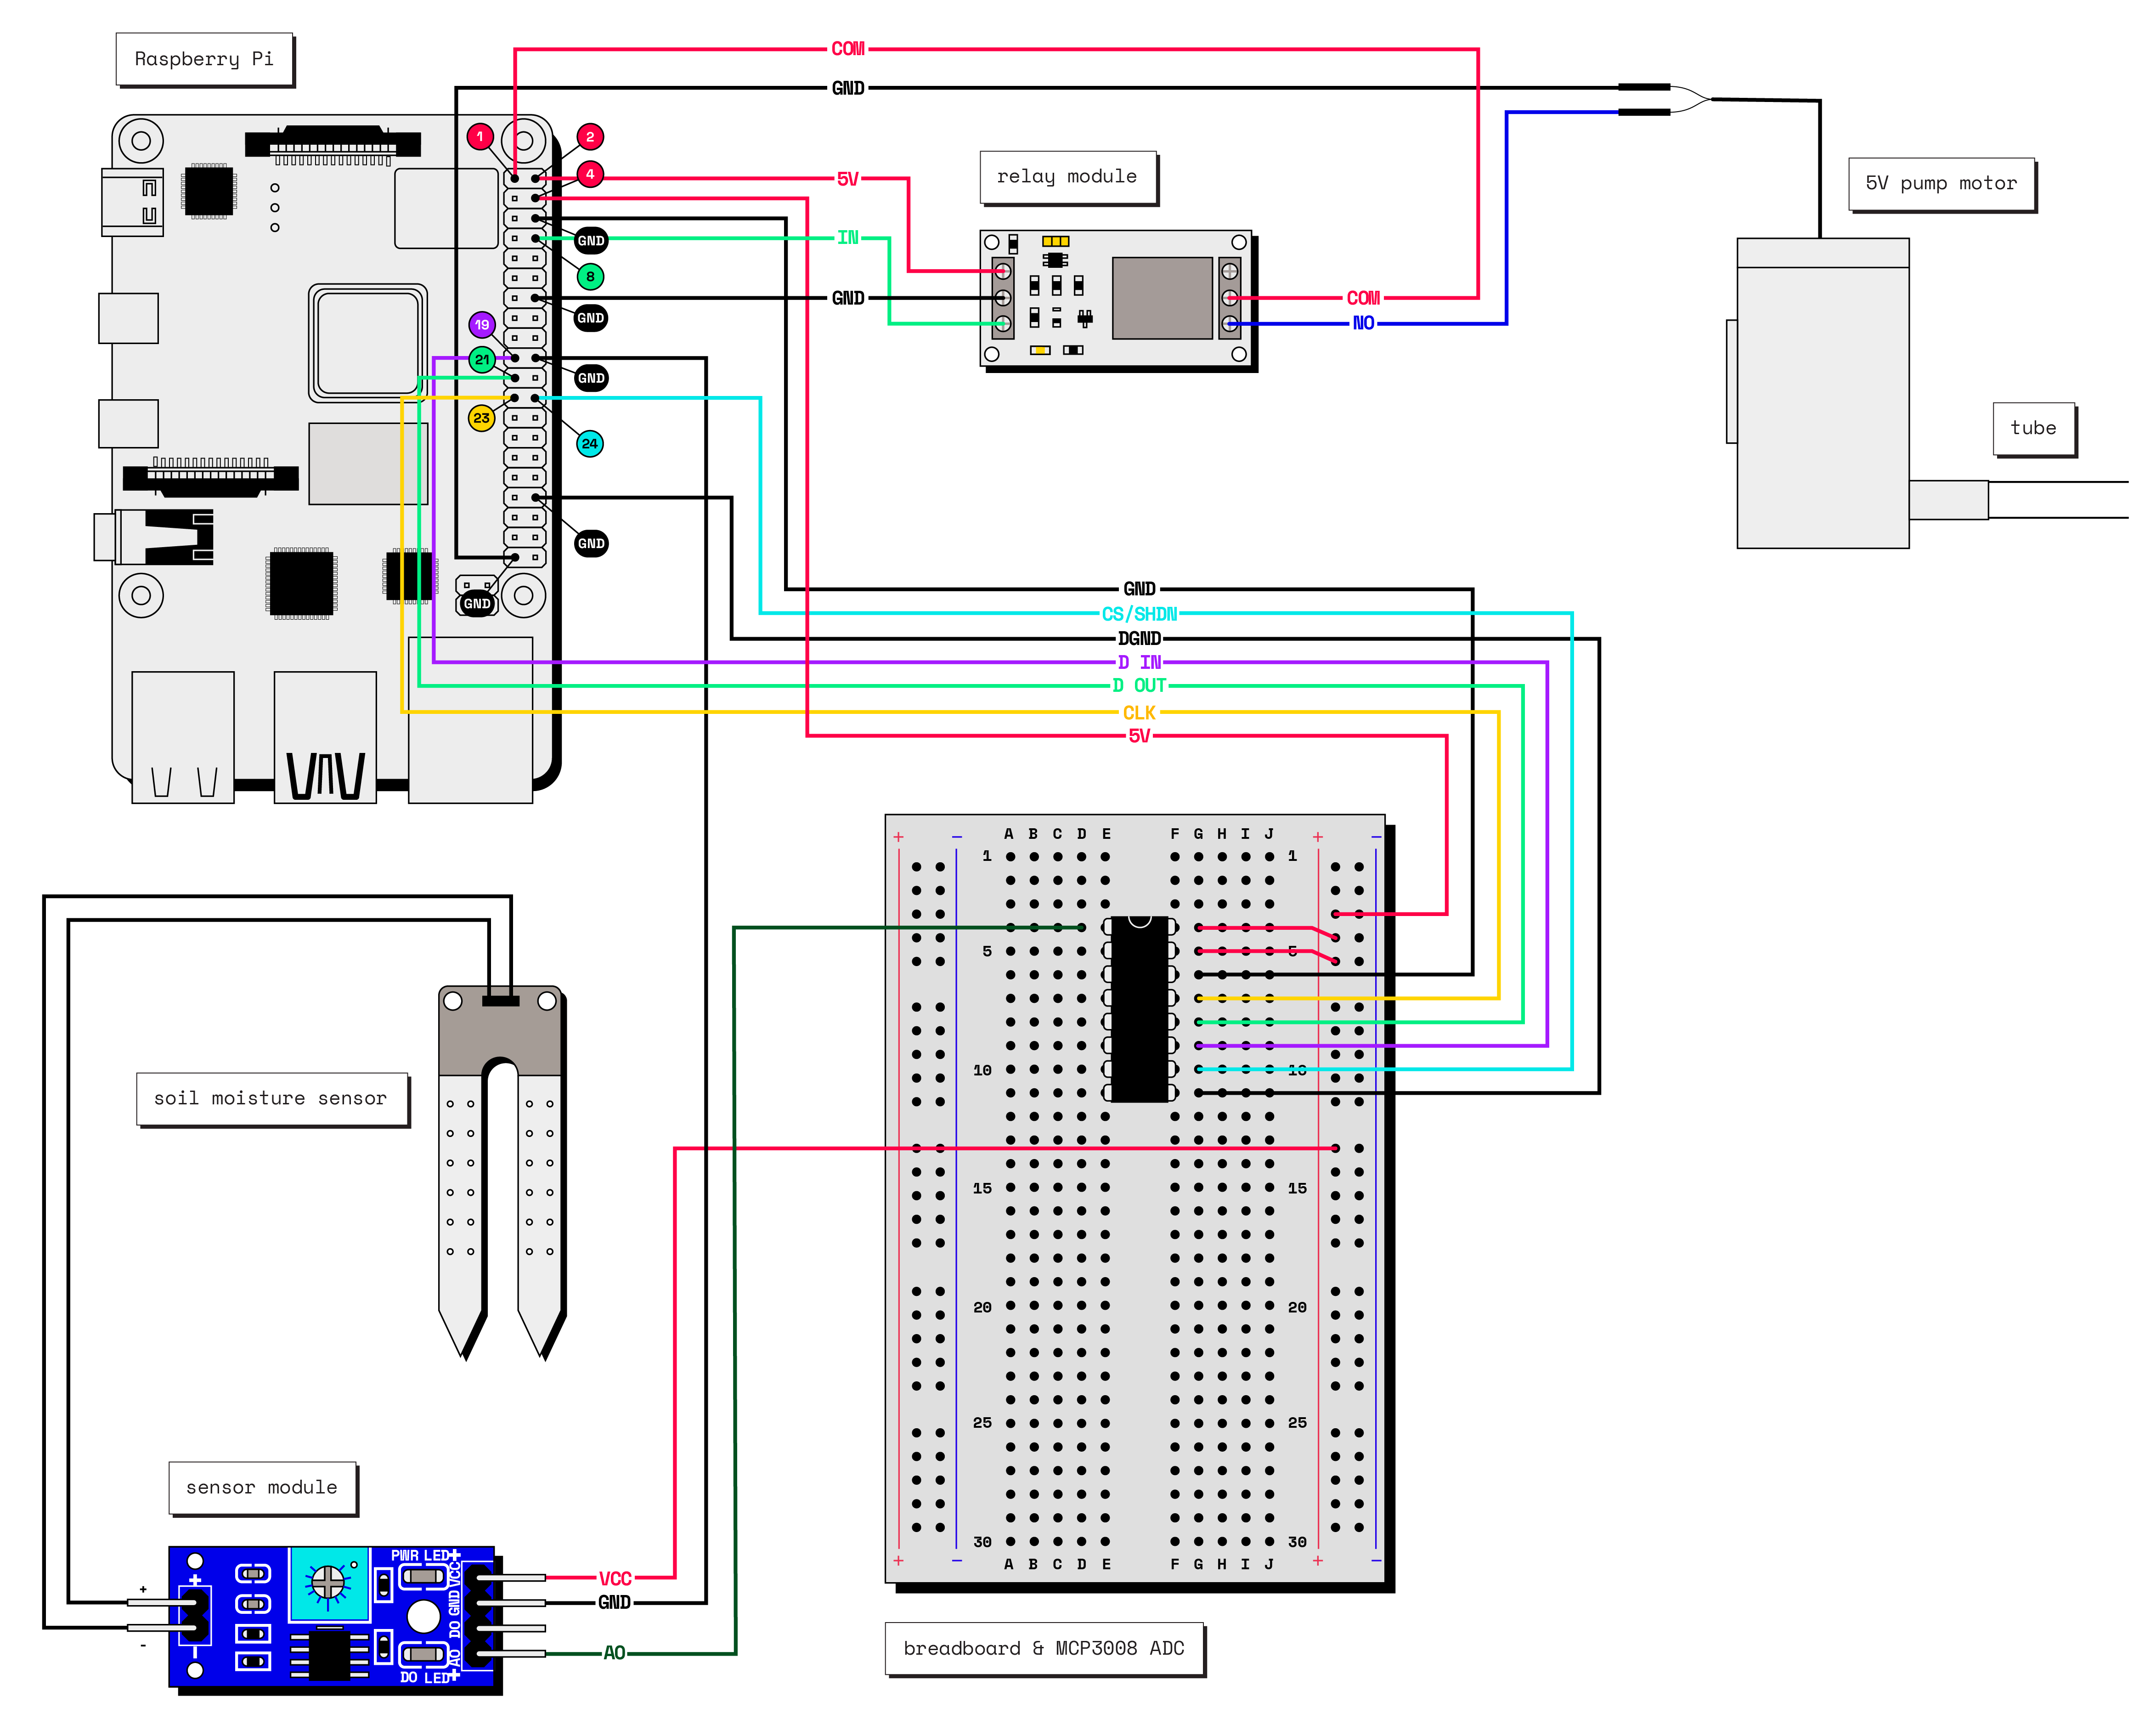 Raspberry Pi
COM
GND
1
2
4
5V
relay module
5V pump motor
GND
IN
8
GND
GND
COM
NO
19
21
GND
23
24
tube
GND
GND
GND
CS/SHDN
DGND
D IN
D OUT
CLK
5V
+ − A B C D E F G H I J + −
1 1
5 5
10 10
15 15
20 20
25 25
30 30
+ − A B C D E F G H I J + −
soil moisture sensor
sensor module
PWR LED+
+
+
VCC
GND
DO
AO
-
DO LED+
VCC
GND
AO
breadboard & MCP3008 ADC